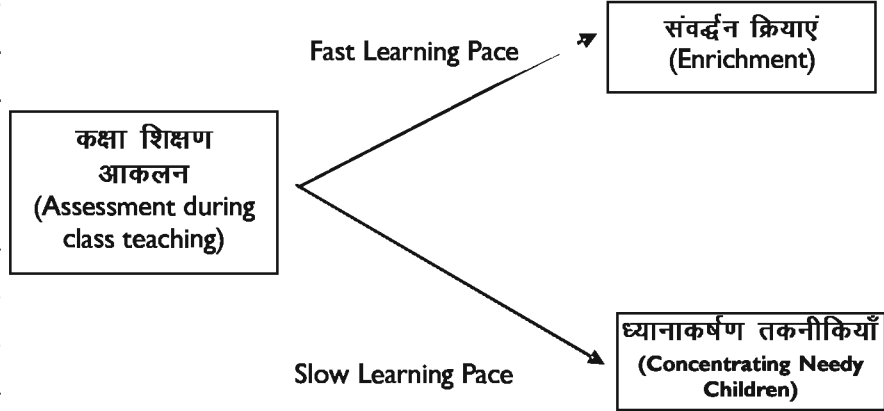 Fast Learning Pace
संवर्द्धन क्रियाएं
(Enrichment)
कक्षा शिक्षण
आकलन
(Assessment during
class teaching)
Slow Learning Pace
ध्यानाकर्षण तकनीकियाँ
(Concentrating Needy
Children)